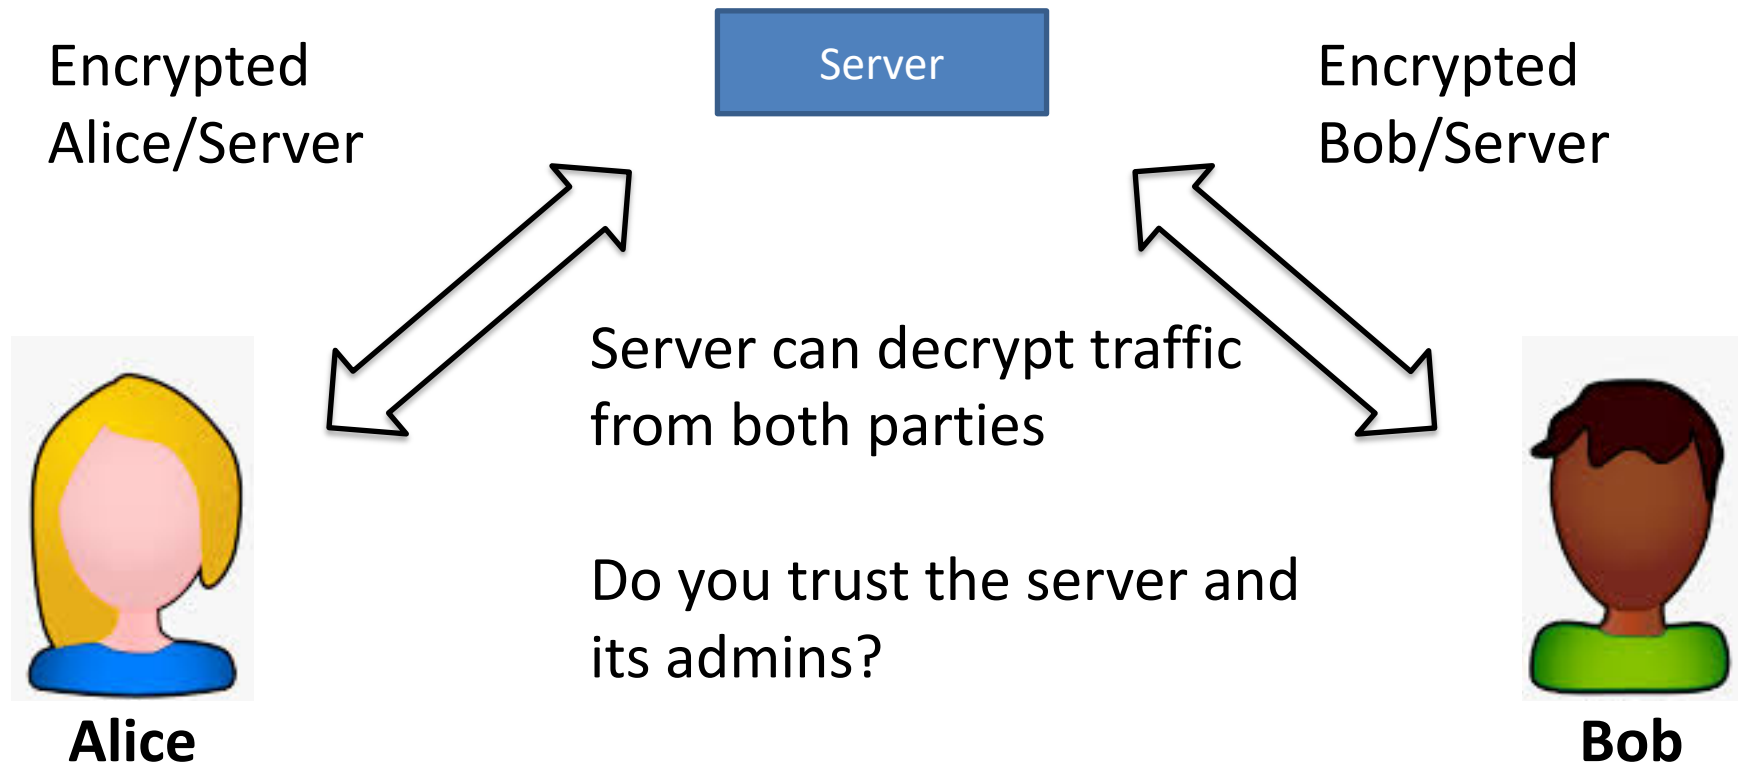 Encrypted
Alice/Server
Server
Encrypted
Bob/Server
Server can decrypt traffic
from both parties
Do you trust the server and
its admins?
Alice
Bob